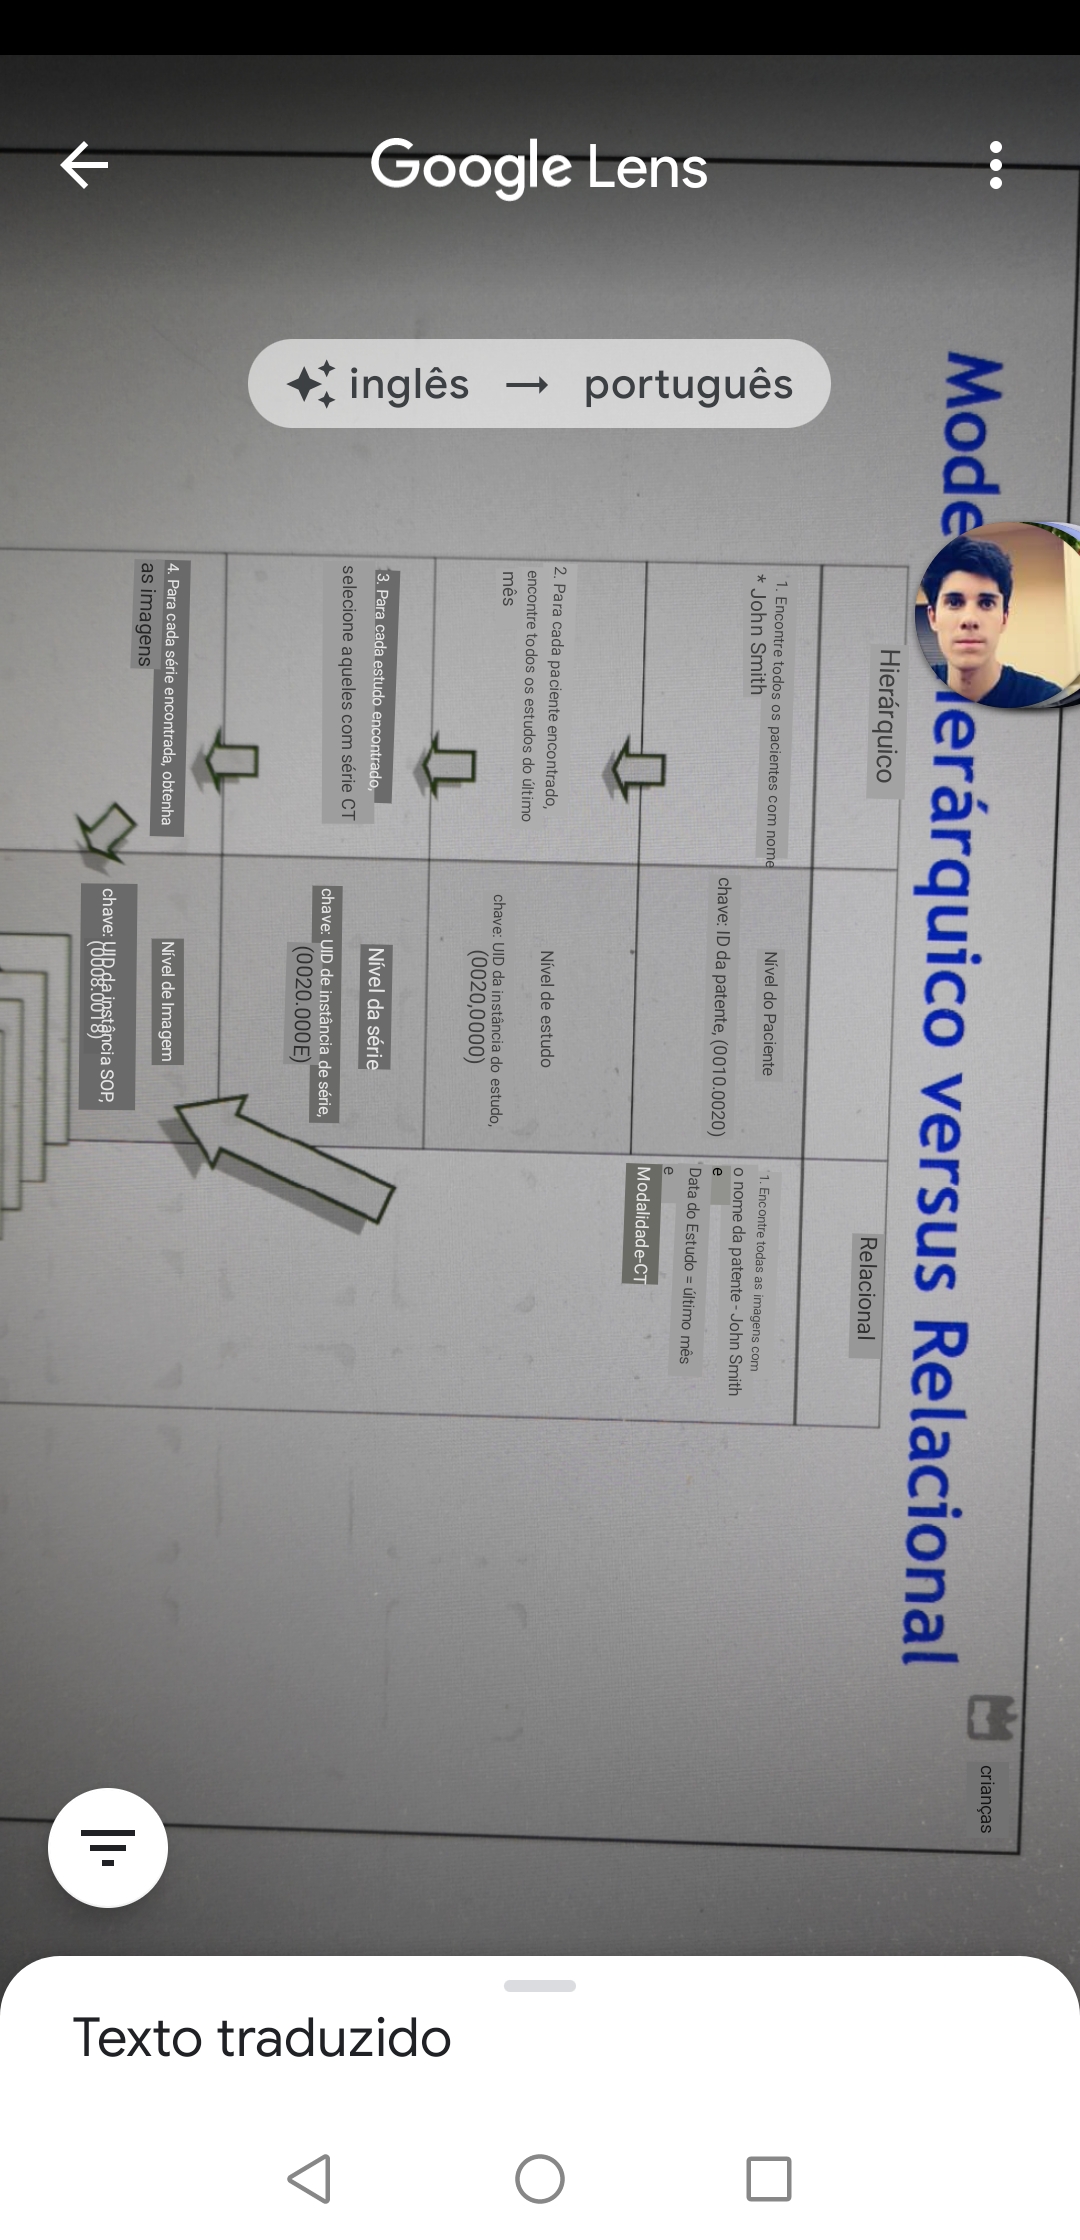 Google Lens
inglês → português
Mode
ierárquico versus Relacional
crianças
Hierárquico
Relacional
1. Encontre todos os pacientes com nome
* John Smith
Nível do Paciente
chave: ID da patente, (0010.0020)
1. Encontre todas as imagens com
o nome da patente - John Smith
e
Data do Estudo = último mês
e
Modalidade-CT
2. Para cada paciente encontrado,
encontre todos os estudos do último
mês
Nível de estudo
chave: UID da instância do estudo,
(0020,0000)
3. Para cada estudo encontrado,
selecione aqueles com série CT
Nível da série
chave: UID de instância de série,
(0020.000E)
4. Para cada série encontrada, obtenha
as imagens
Nível de Imagem
chave: UID da instância SOP,
(0008.0018)
Texto traduzido